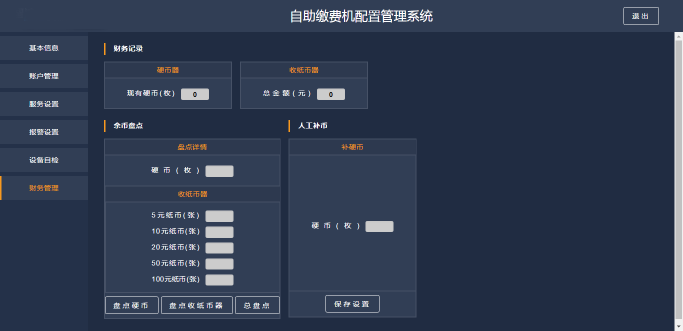 自助缴费机配置管理系统
退出
基本信息
账户管理
服务设置
报警设置
设备自检
财务管理
财务记录
硬币器
收纸币器
现有硬币(枚) 0
总金额(元) 0
余币盘点
人工补币
盘点详情
补硬币
硬币(枚)
收纸币器
5元纸币(张)
10元纸币(张)
20元纸币(张)
50元纸币(张)
100元纸币(张)
硬币(枚)
盘点硬币
盘点收纸币器
总盘点
保存设置